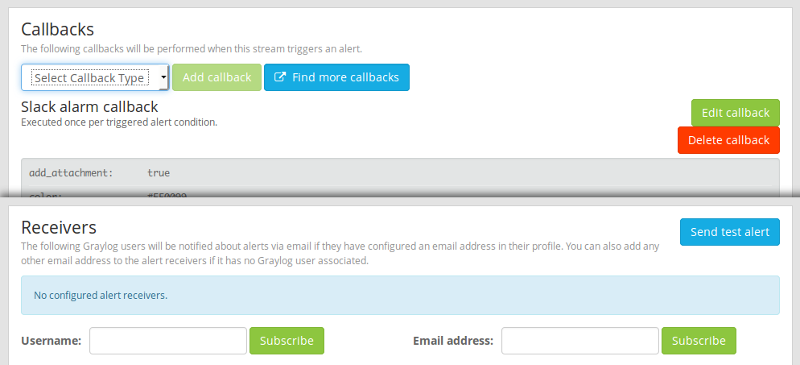 Callbacks
The following callbacks will be performed when this stream triggers an alert.
Select Callback Type
Add callback
Find more callbacks
Slack alarm callback
Executed once per triggered alert condition.
Edit callback
Delete callback
add_attachment: true
Receivers
Send test alert
The following Graylog users will be notified about alerts via email if they have configured an email address in their profile. You can also add any
other email address to the alert receivers if it has no Graylog user associated.
No configured alert receivers.
Username: Subscribe Email address: Subscribe